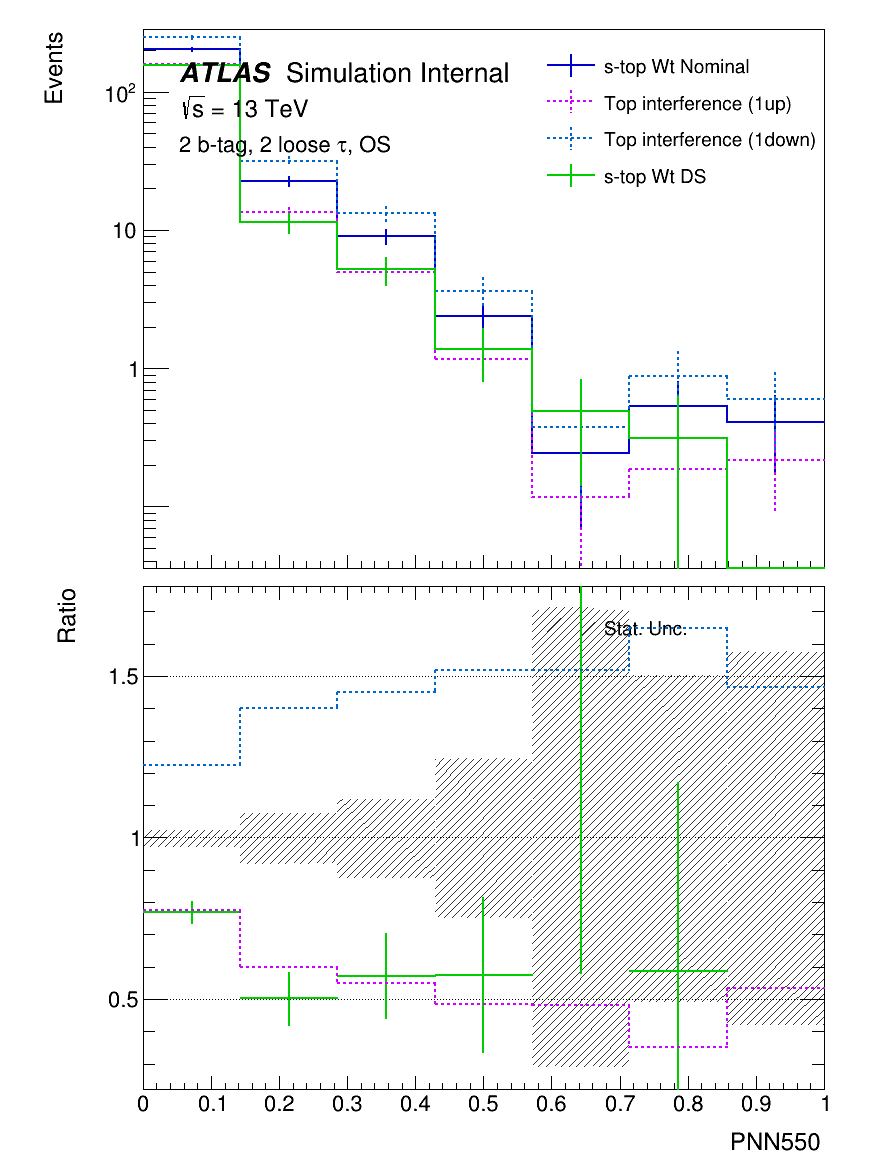 Events
ATLAS Simulation Internal
√s = 13 TeV
2 b-tag, 2 loose τ, OS
s-top Wt Nominal
Top interference (1up)
Top interference (1down)
s-top Wt DS
10²
10
1
Ratio
Stat. Unc.
1.5
1
0.5
0 0.1 0.2 0.3 0.4 0.5 0.6 0.7 0.8 0.9 1
PNN550